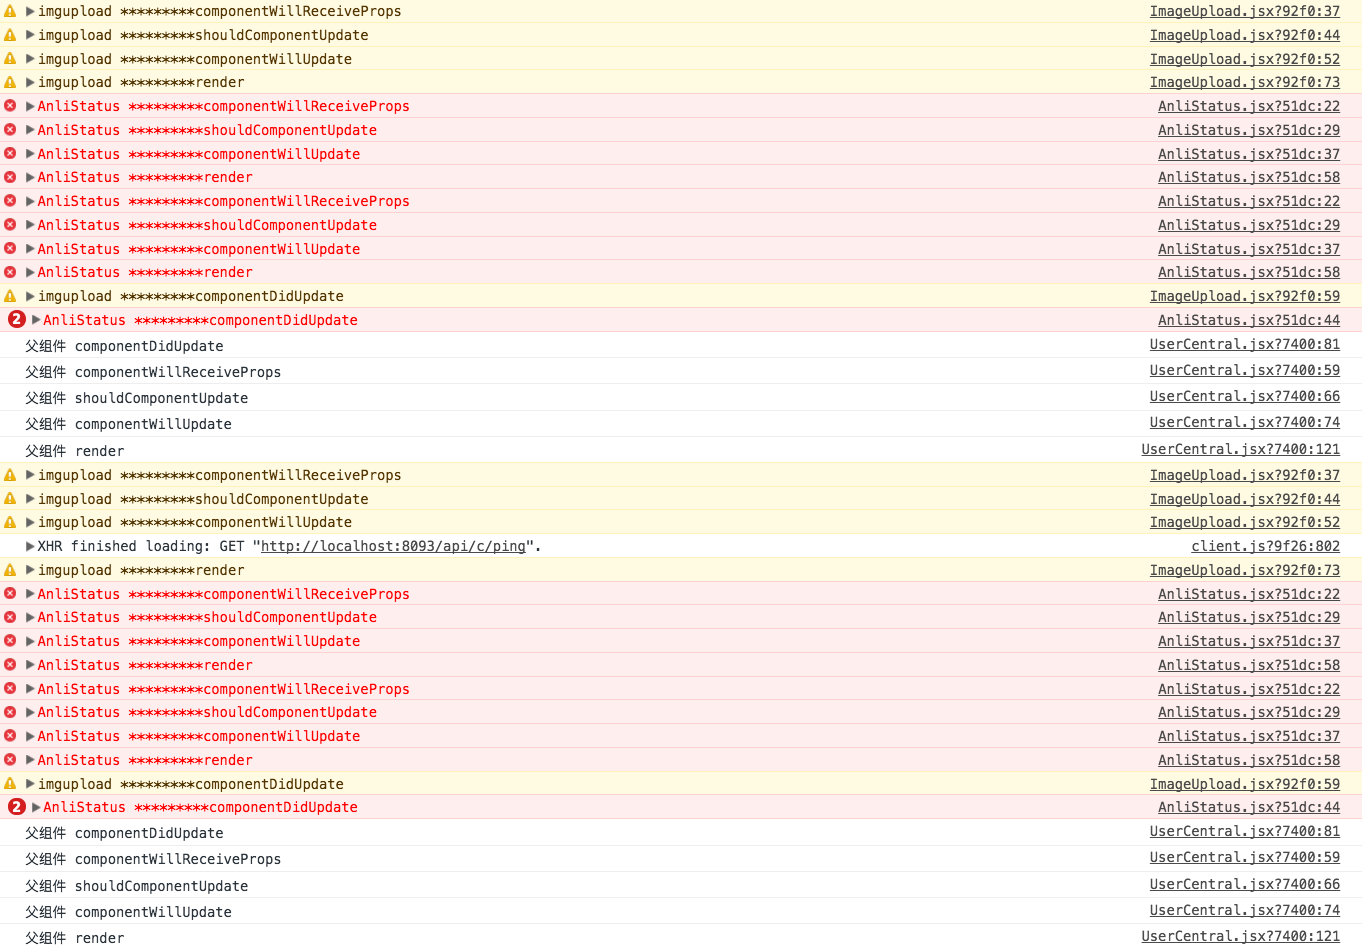 imgupload *********componentWillReceiveProps ImageUpload.jsx?92f0:37
imgupload *********shouldComponentUpdate ImageUpload.jsx?92f0:44
imgupload *********componentWillUpdate ImageUpload.jsx?92f0:52
imgupload *********render ImageUpload.jsx?92f0:73
AnliStatus *********componentWillReceiveProps AnliStatus.jsx?51dc:22
AnliStatus *********shouldComponentUpdate AnliStatus.jsx?51dc:29
AnliStatus *********componentWillUpdate AnliStatus.jsx?51dc:37
AnliStatus *********render AnliStatus.jsx?51dc:58
AnliStatus *********componentWillReceiveProps AnliStatus.jsx?51dc:22
AnliStatus *********shouldComponentUpdate AnliStatus.jsx?51dc:29
AnliStatus *********componentWillUpdate AnliStatus.jsx?51dc:37
AnliStatus *********render AnliStatus.jsx?51dc:58
imgupload *********componentDidUpdate ImageUpload.jsx?92f0:59
2 AnliStatus *********componentDidUpdate AnliStatus.jsx?51dc:44
父组件 componentDidUpdate UserCentral.jsx?7400:81
父组件 componentWillReceiveProps UserCentral.jsx?7400:59
父组件 shouldComponentUpdate UserCentral.jsx?7400:66
父组件 componentWillUpdate UserCentral.jsx?7400:74
父组件 render UserCentral.jsx?7400:121
imgupload *********componentWillReceiveProps ImageUpload.jsx?92f0:37
imgupload *********shouldComponentUpdate ImageUpload.jsx?92f0:44
imgupload *********componentWillUpdate ImageUpload.jsx?92f0:52
XHR finished loading: GET "http://localhost:8093/api/c/ping". client.js?9f26:802
imgupload *********render ImageUpload.jsx?92f0:73
AnliStatus *********componentWillReceiveProps AnliStatus.jsx?51dc:22
AnliStatus *********shouldComponentUpdate AnliStatus.jsx?51dc:29
AnliStatus *********componentWillUpdate AnliStatus.jsx?51dc:37
AnliStatus *********render AnliStatus.jsx?51dc:58
AnliStatus *********componentWillReceiveProps AnliStatus.jsx?51dc:22
AnliStatus *********shouldComponentUpdate AnliStatus.jsx?51dc:29
AnliStatus *********componentWillUpdate AnliStatus.jsx?51dc:37
AnliStatus *********render AnliStatus.jsx?51dc:58
imgupload *********componentDidUpdate ImageUpload.jsx?92f0:59
2 AnliStatus *********componentDidUpdate AnliStatus.jsx?51dc:44
父组件 componentDidUpdate UserCentral.jsx?7400:81
父组件 componentWillReceiveProps UserCentral.jsx?7400:59
父组件 shouldComponentUpdate UserCentral.jsx?7400:66
父组件 componentWillUpdate UserCentral.jsx?7400:74
父组件 render UserCentral.jsx?7400:121